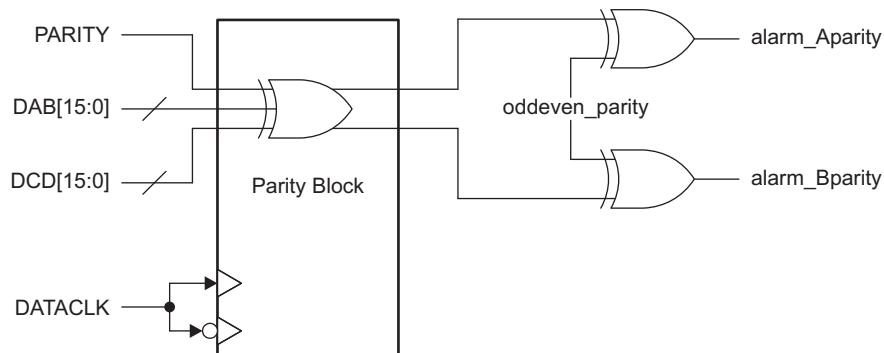 PARITY
alarm_Aparity
DAB[15:0]
oddeven_parity
DCD[15:0]
Parity Block
alarm_Bparity
DATACLK